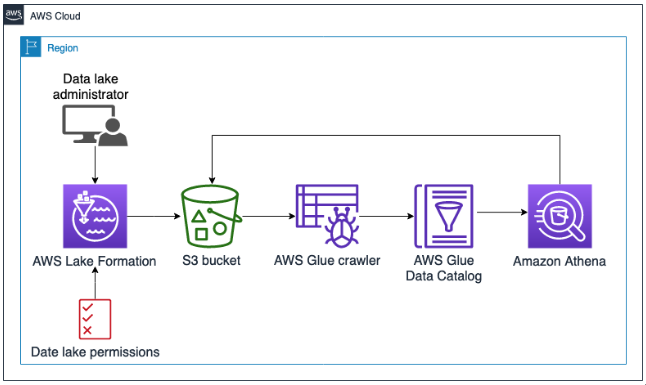 aws
AWS Cloud
Region
Data lake
administrator
AWS Lake Formation
S3 bucket
AWS Glue crawler
AWS Glue
Data Catalog
Amazon Athena
Date lake permissions